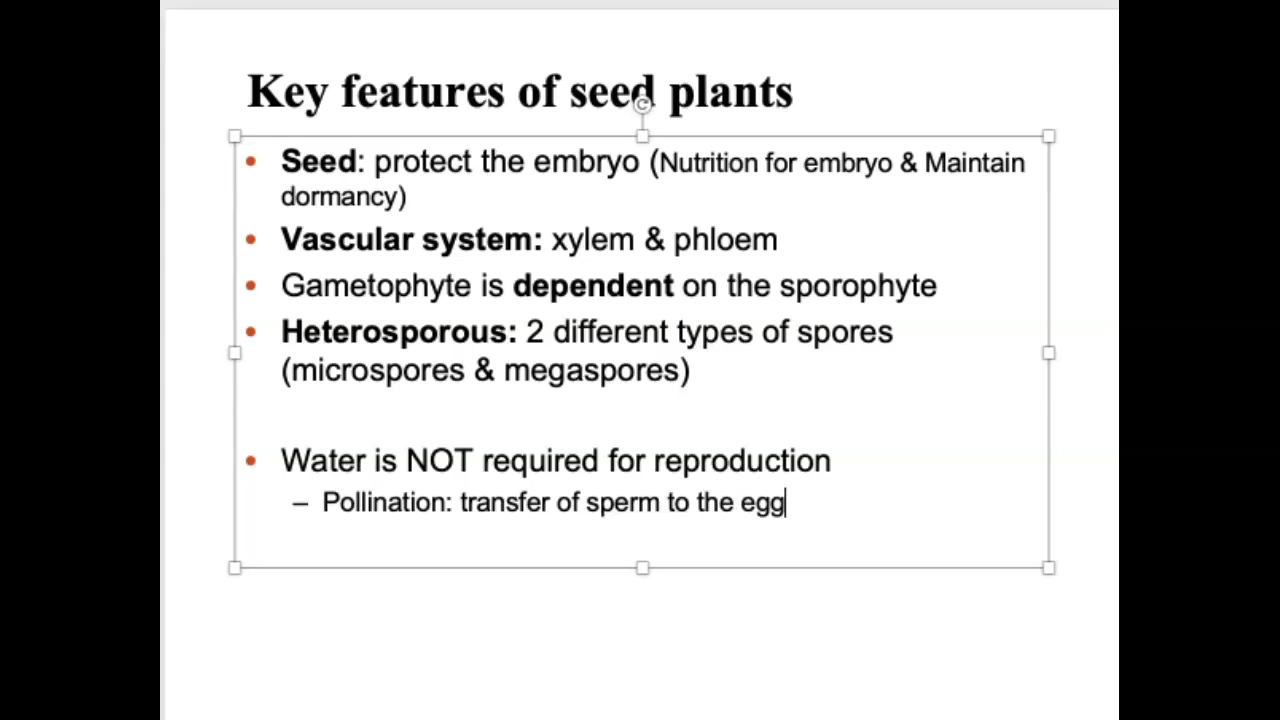 Key features of seed plants
• Seed: protect the embryo (Nutrition for embryo & Maintain
dormancy)
• Vascular system: xylem & phloem
• Gametophyte is dependent on the sporophyte
• Heterosporous: 2 different types of spores
(microspores & megaspores)
• Water is NOT required for reproduction
– Pollination: transfer of sperm to the egg